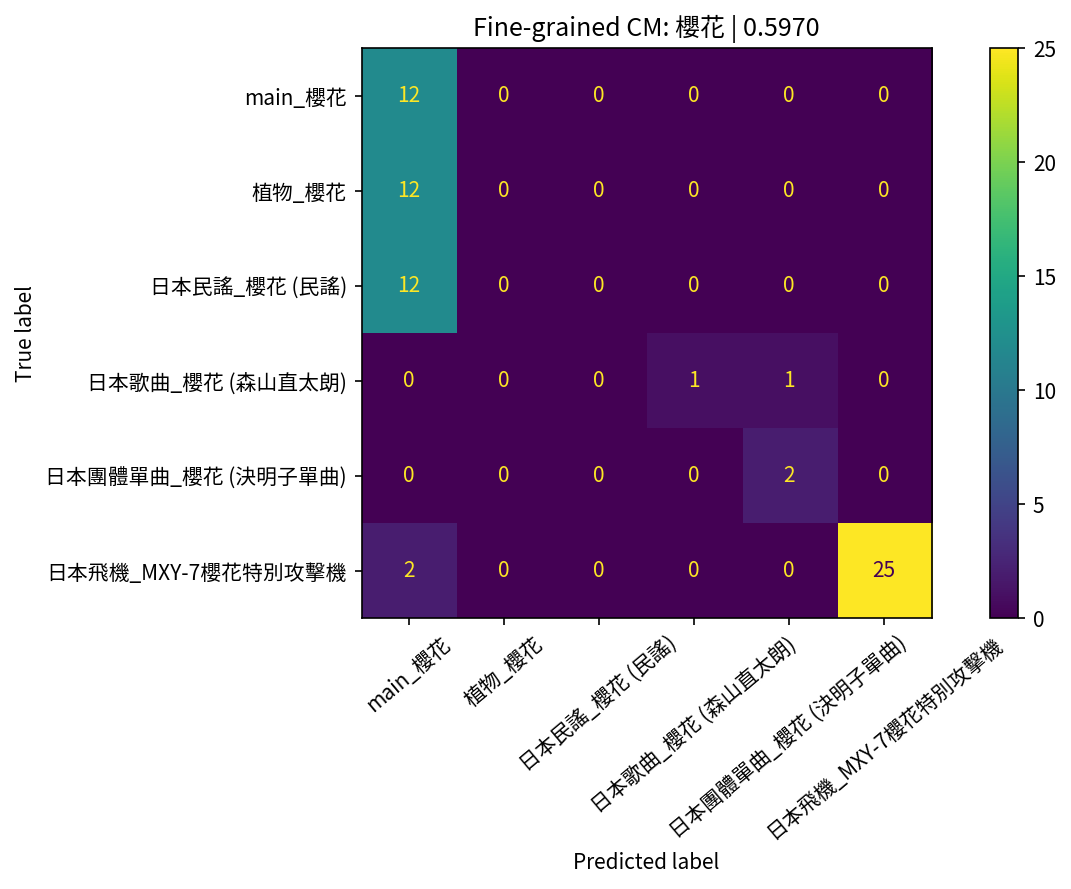 Fine-grained CM: 櫻花 | 0.5970
True label
main_櫻花
12 0 0 0 0 0
植物_櫻花
12 0 0 0 0 0
日本民謠_櫻花 (民謠)
12 0 0 0 0 0
日本歌曲_櫻花 (森山直太朗)
0 0 0 1 1 0
日本團體單曲_櫻花 (決明子單曲)
0 0 0 0 2 0
日本飛機_MXY-7櫻花特別攻擊機
2 0 0 0 0 25
main_櫻花
植物_櫻花
日本民謠_櫻花 (民謠)
日本歌曲_櫻花 (森山直太朗)
日本團體單曲_櫻花 (決明子單曲)
日本飛機_MXY-7櫻花特別攻擊機
Predicted label
25
20
15
10
5
0